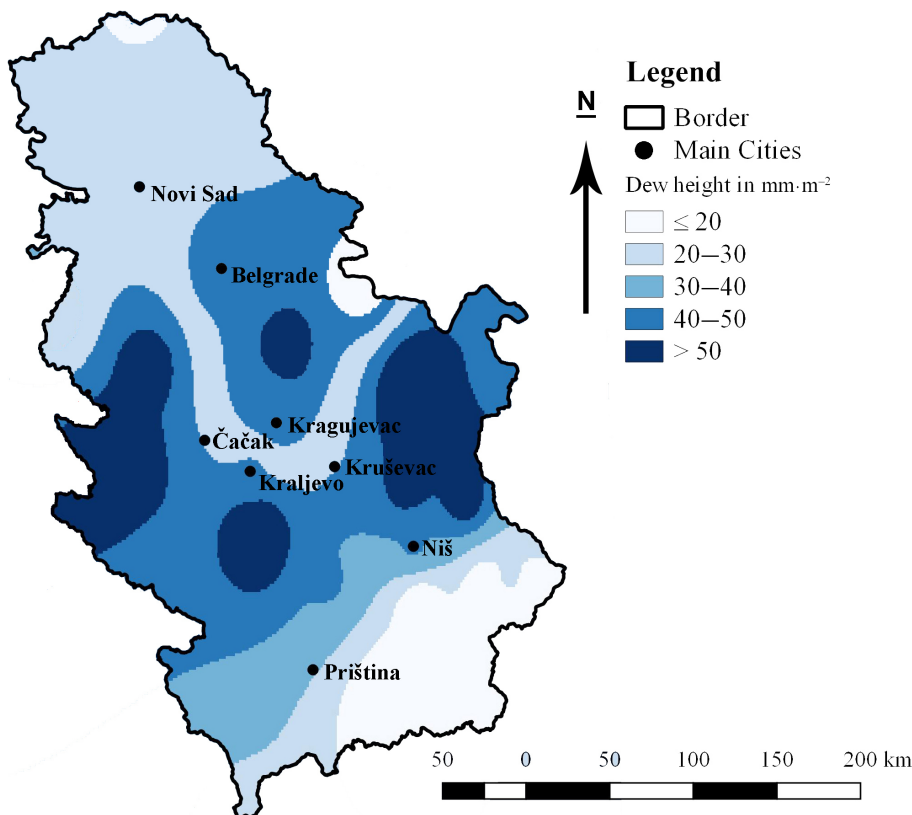 Legend
N
Border
Main Cities
Dew height in mm·m⁻²
≤ 20
20–30
30–40
40–50
> 50
Novi Sad
Belgrade
Kragujevac
Čačak
Kraljevo
Kruševac
Niš
Priština
50 0 50 100 150 200 km